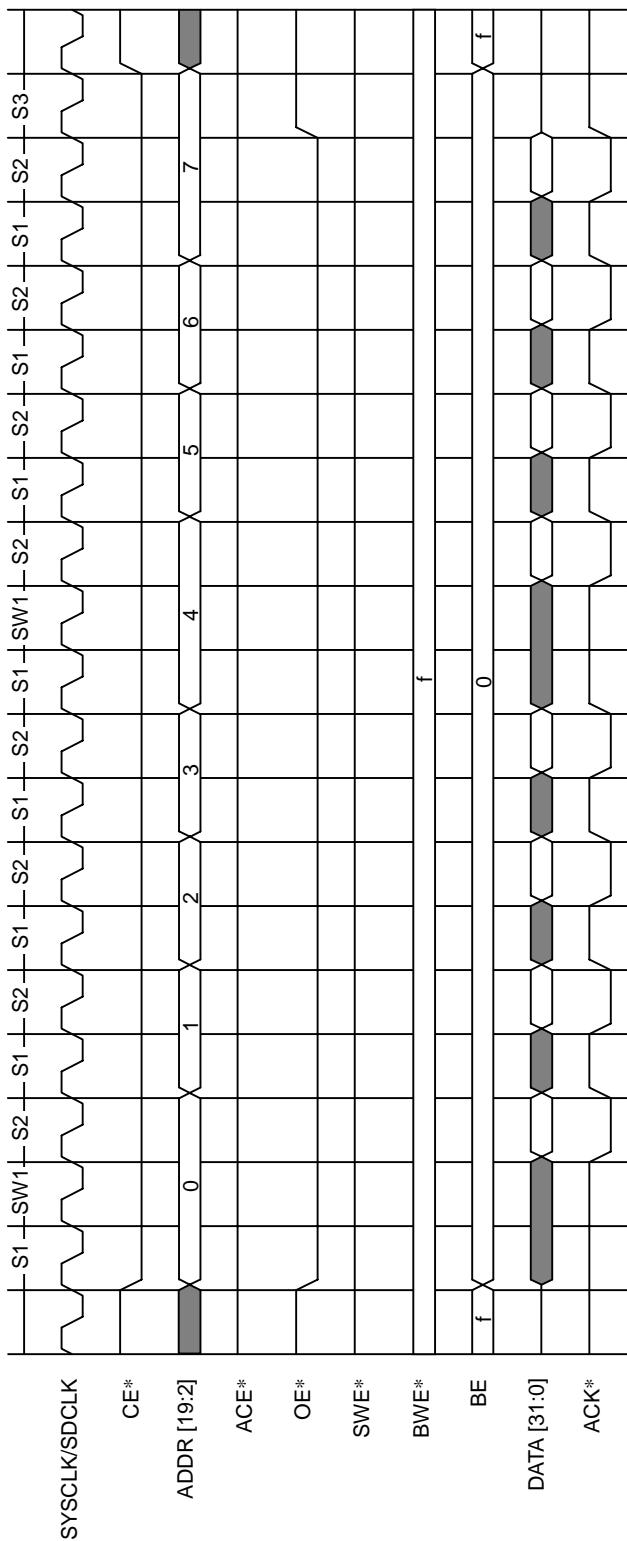 S1 SW1 S2 S1 S2 S1 S2 S1 S2 S1 SW1 S2 S1 S2 S1 S2 S1 S2 S3
SYSCLK/SDCLK
CE*
ADDR [19:2] 0 1 2 3 4 5 6 7
ACE*
OE*
SWE*
BWE* f
BE f 0 f
DATA [31:0]
ACK*